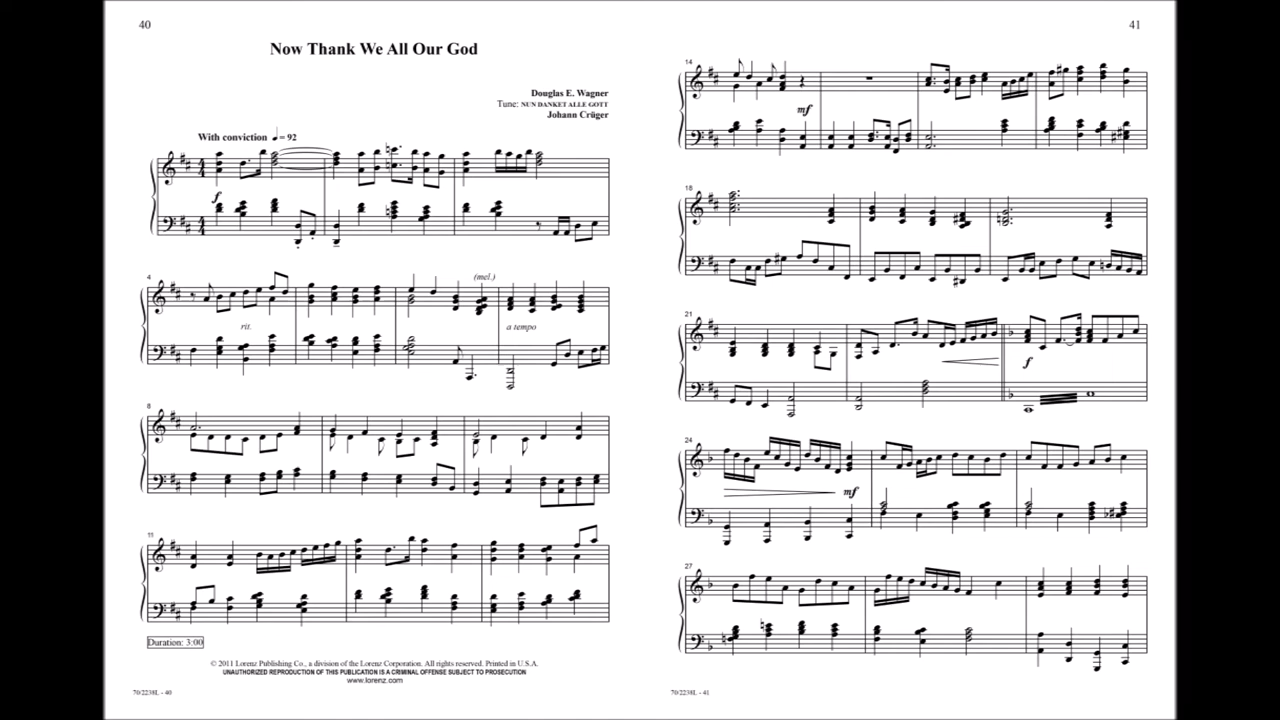 40
Now Thank We All Our God
Douglas E. Wagner
Tune: NUN DANKET ALLE GOTT
Johann Crüger
With conviction ♩ = 92
f
4
(mel.)
rit.
a tempo
8
11
Duration: 3:00
© 2011 Lorenz Publishing Co., a division of the Lorenz Corporation. All rights reserved. Printed in U.S.A.
UNAUTHORIZED REPRODUCTION OF THIS PUBLICATION IS A CRIMINAL OFFENSE SUBJECT TO PROSECUTION
www.lorenz.com
70/2238L - 40
41
14
mf
18
21
f
24
mf
27
70/2238L - 41